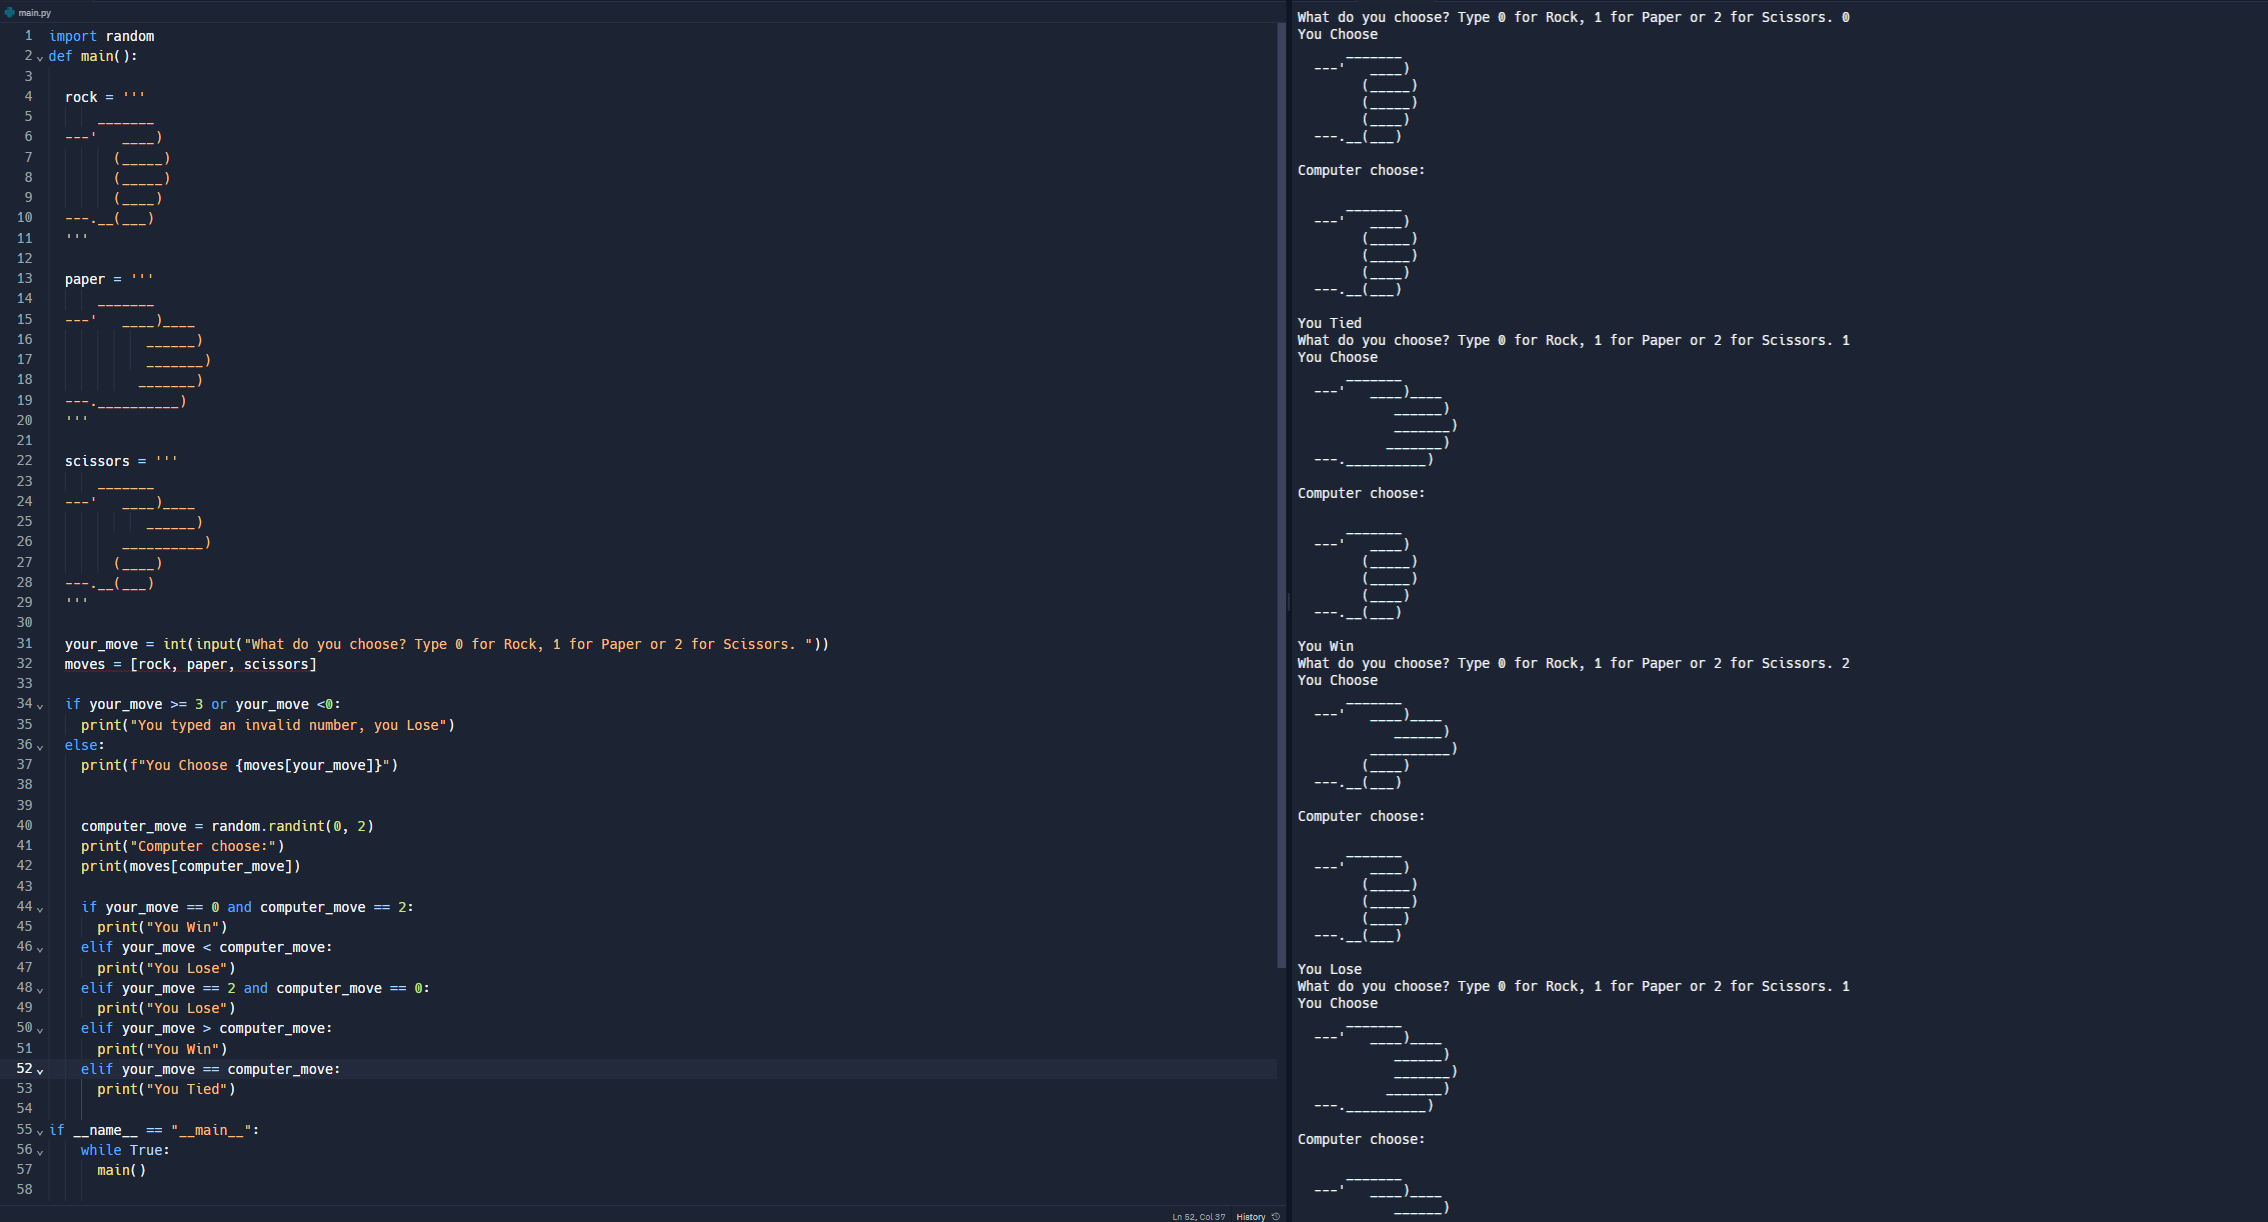 main.py
1 import random
2 def main():
3
4   rock = '''
5       _______
6   ---'   ____)
7         (_____)
8         (_____)
9         (____)
10   ---.__(___)
11   '''
12
13   paper = '''
14       _______
15   ---'   ____)____
16             ______)
17             _______)
18            _______)
19   ---.__________)
20   '''
21
22   scissors = '''
23       _______
24   ---'   ____)____
25             ______)
26          __________)
27         (____)
28   ---.__(___)
29   '''
30
31   your_move = int(input("What do you choose? Type 0 for Rock, 1 for Paper or 2 for Scissors. "))
32   moves = [rock, paper, scissors]
33
34   if your_move >= 3 or your_move <0:
35     print("You typed an invalid number, you Lose")
36   else:
37     print(f"You Choose {moves[your_move]}")
38
39
40     computer_move = random.randint(0, 2)
41     print("Computer choose:")
42     print(moves[computer_move])
43
44     if your_move == 0 and computer_move == 2:
45       print("You Win")
46     elif your_move < computer_move:
47       print("You Lose")
48     elif your_move == 2 and computer_move == 0:
49       print("You Lose")
50     elif your_move > computer_move:
51       print("You Win")
52     elif your_move == computer_move:
53       print("You Tied")
54
55 if __name__ == "__main__":
56     while True:
57       main()
58
Ln 52, Col 37 History
What do you choose? Type 0 for Rock, 1 for Paper or 2 for Scissors. 0
You Choose
      _______
  ---'   ____)
        (_____)
        (_____)
        (____)
  ---.__(___)

Computer choose:

      _______
  ---'   ____)
        (_____)
        (_____)
        (____)
  ---.__(___)

You Tied
What do you choose? Type 0 for Rock, 1 for Paper or 2 for Scissors. 1
You Choose
      _______
  ---'   ____)____
            ______)
            _______)
           _______)
  ---.__________)

Computer choose:

      _______
  ---'   ____)
        (_____)
        (_____)
        (____)
  ---.__(___)

You Win
What do you choose? Type 0 for Rock, 1 for Paper or 2 for Scissors. 2
You Choose
      _______
  ---'   ____)____
            ______)
         __________)
        (____)
  ---.__(___)

Computer choose:

      _______
  ---'   ____)
        (_____)
        (_____)
        (____)
  ---.__(___)

You Lose
What do you choose? Type 0 for Rock, 1 for Paper or 2 for Scissors. 1
You Choose
      _______
  ---'   ____)____
            ______)
            _______)
           _______)
  ---.__________)

Computer choose:

      _______
  ---'   ____)____
            ______)